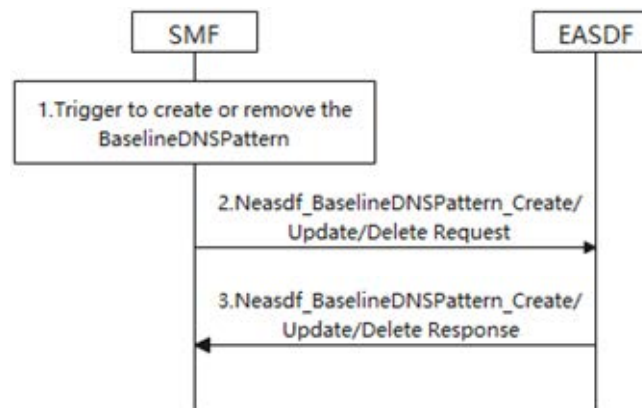 SMF
EASDF
1.Trigger to create or remove the
BaselineDNSPattern
2.Neasdf_BaselineDNSPattern_Create/
Update/Delete Request
3.Neasdf_BaselineDNSPattern_Create/
Update/Delete Response